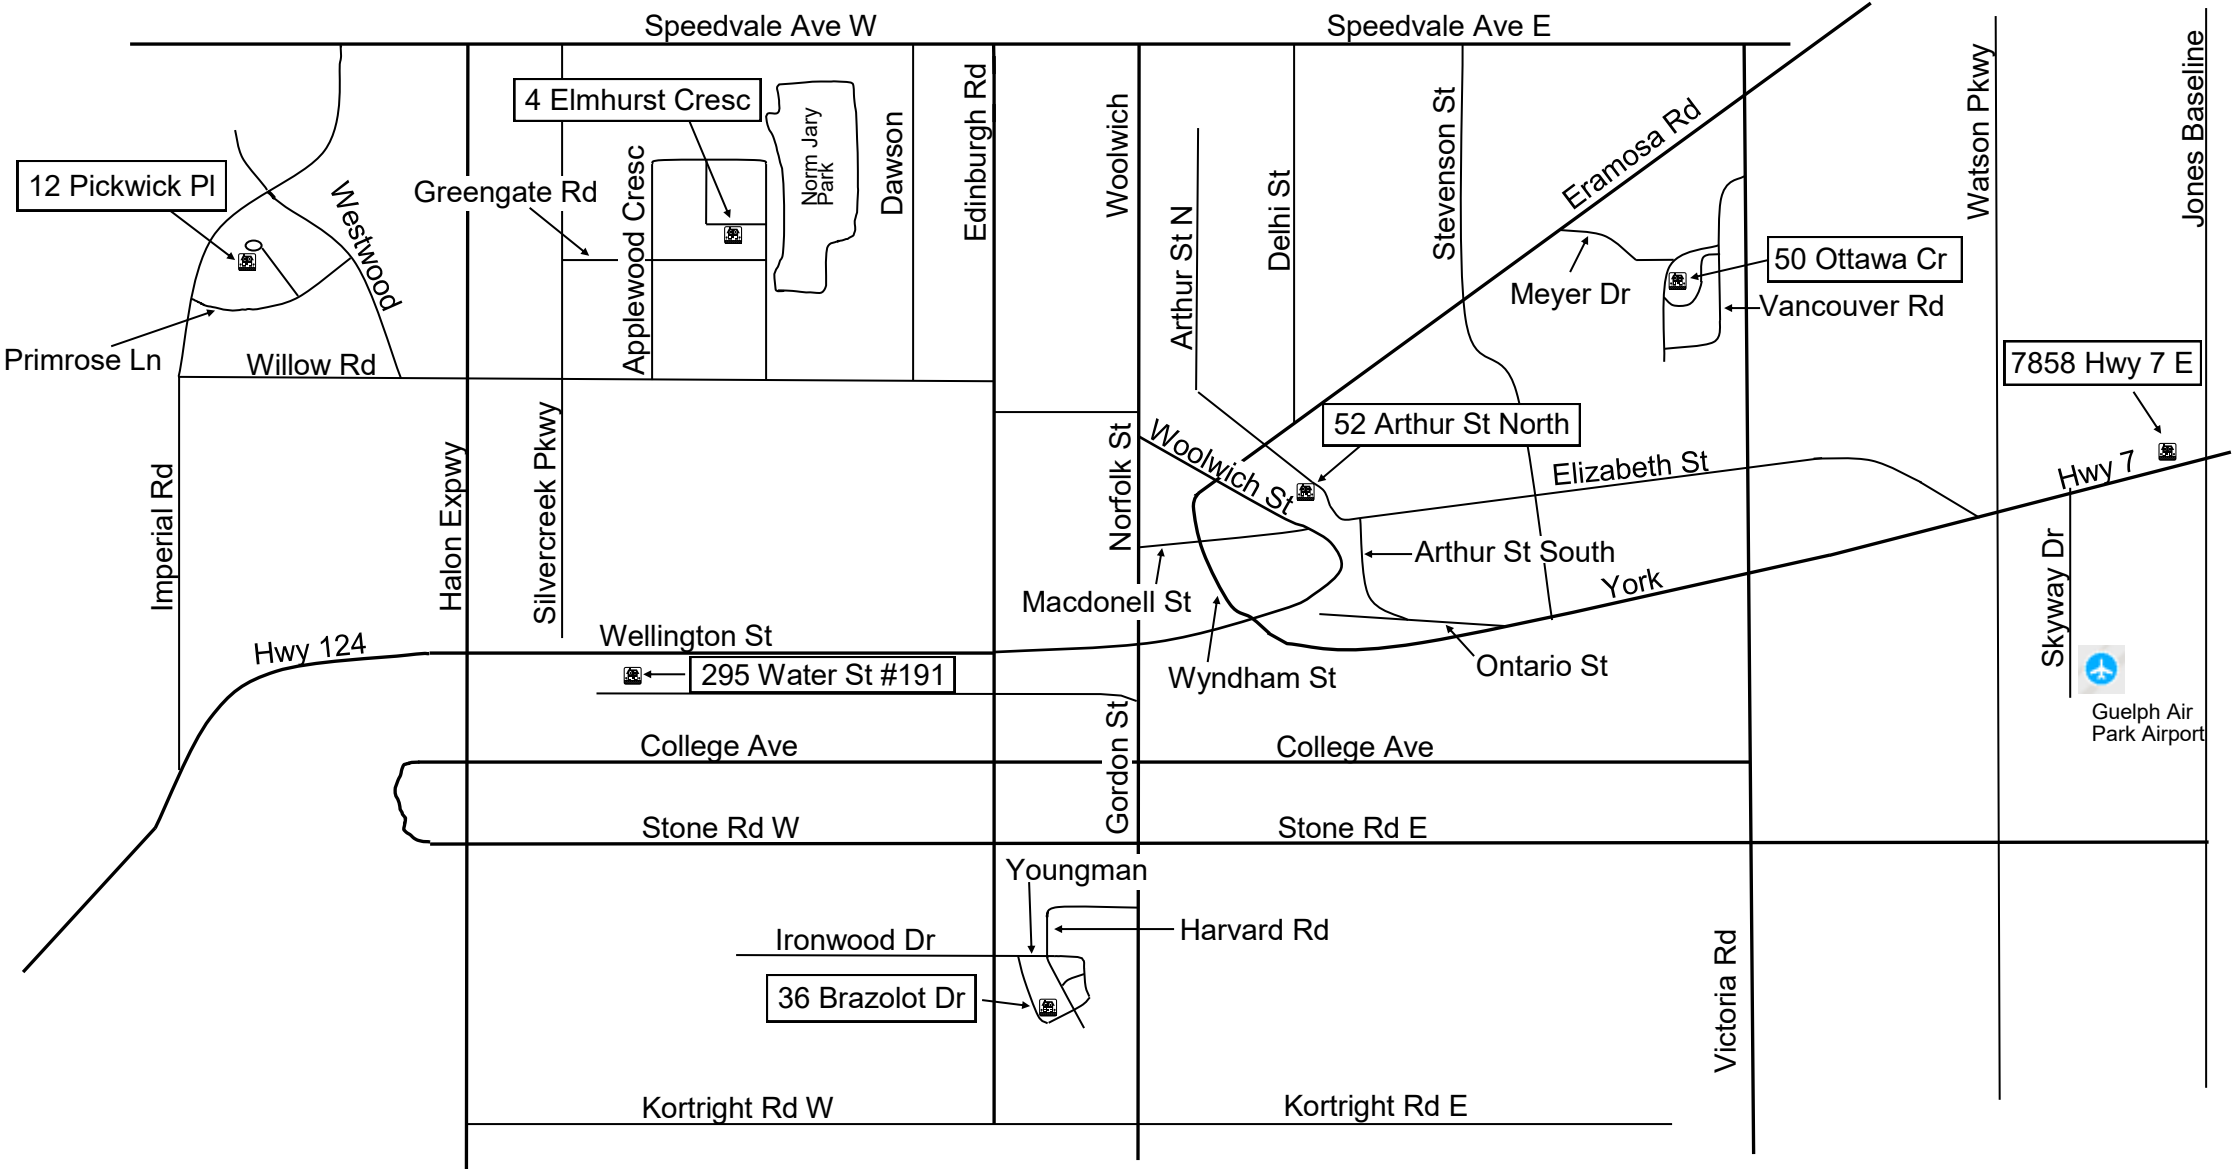 Speedvale Ave W
Speedvale Ave E
4 Elmhurst Cresc
12 Pickwick Pl
Westwood
Greengate Rd
Applewood Cresc
Norm Jary
Park
Dawson
Edinburgh Rd
Woolwich
Arthur St N
Delhi St
Stevenson St
Eramosa Rd
Watson Pkwy
Jones Baseline
50 Ottawa Cr
Meyer Dr
Vancouver Rd
Primrose Ln
Willow Rd
7858 Hwy 7 E
52 Arthur St North
Imperial Rd
Halon Expwy
Silvercreek Pkwy
Norfolk St
Woolwich St
Elizabeth St
Hwy 7
Arthur St South
York
Skyway Dr
Macdonell St
Hwy 124
Wellington St
295 Water St #191
Wyndham St
Ontario St
Guelph Air
Park Airport
College Ave
College Ave
Gordon St
Stone Rd W
Stone Rd E
Youngman
Harvard Rd
Ironwood Dr
36 Brazolot Dr
Victoria Rd
Kortright Rd W
Kortright Rd E